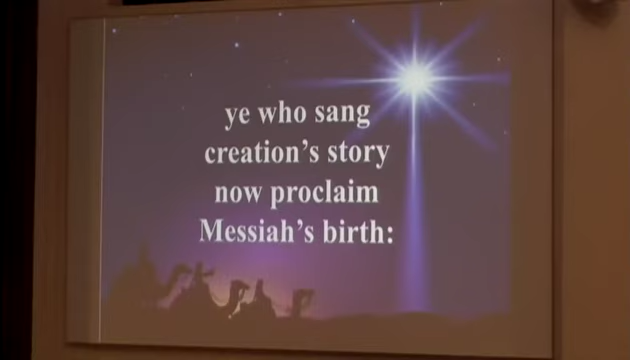 ye who sang
creation's story
now proclaim
Messiah's birth: